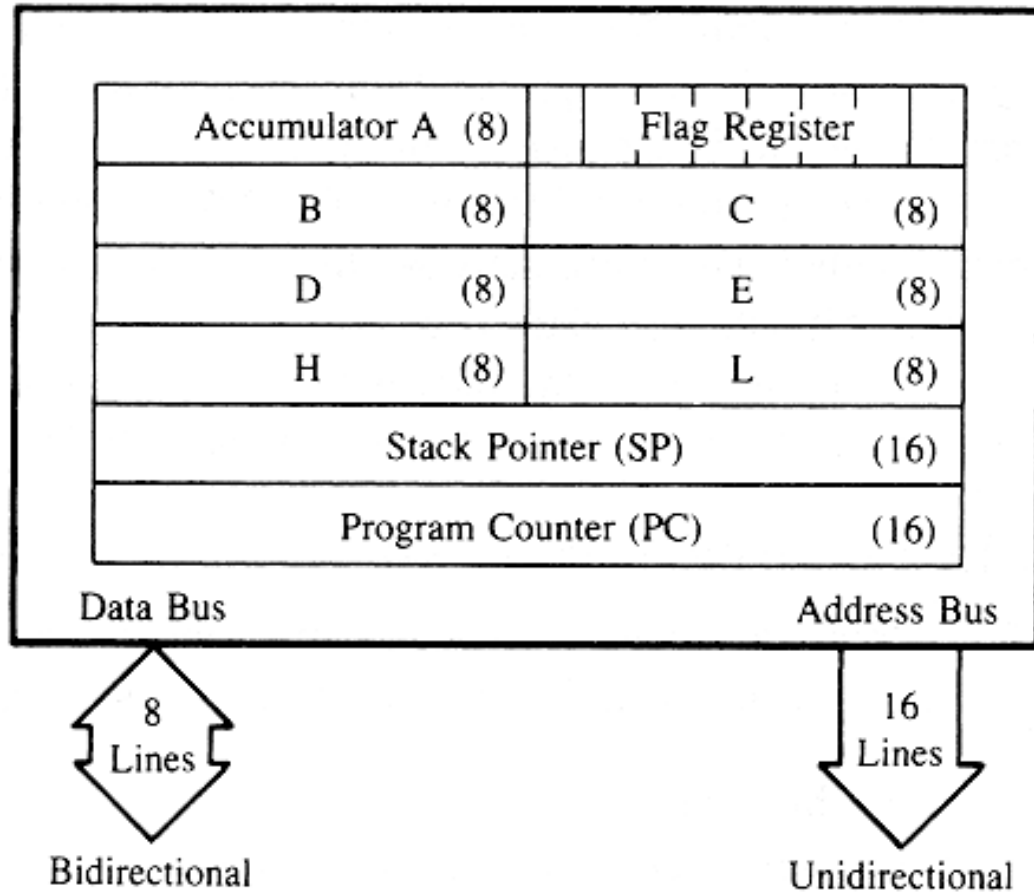 Accumulator A (8) Flag Register
B (8) C (8)
D (8) E (8)
H (8) L (8)
Stack Pointer (SP) (16)
Program Counter (PC) (16)
Data Bus Address Bus
8 Lines
16 Lines
Bidirectional Unidirectional